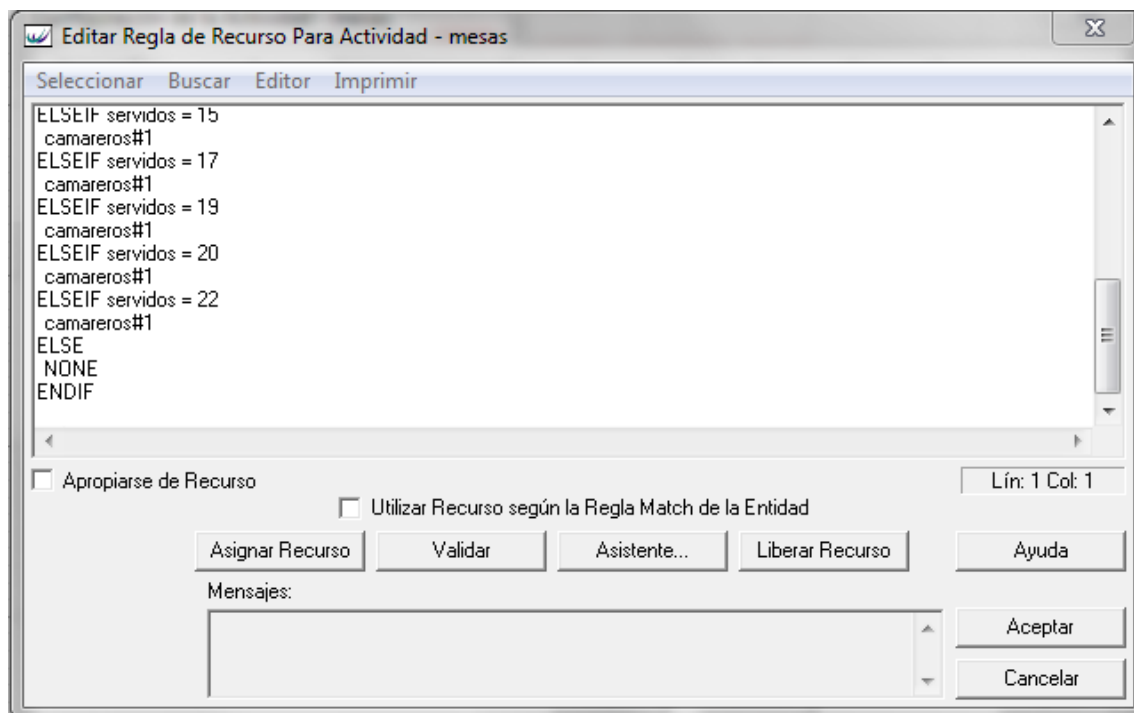 Editar Regla de Recurso Para Actividad - mesas
Seleccionar Buscar Editor Imprimir
ELSEIF servidos = 15
camareros#1
ELSEIF servidos = 17
camareros#1
ELSEIF servidos = 19
camareros#1
ELSEIF servidos = 20
camareros#1
ELSEIF servidos = 22
camareros#1
ELSE
NONE
ENDIF
Apropiarse de Recurso
Lín: 1 Col: 1
Utilizar Recurso según la Regla Match de la Entidad
Asignar Recurso Validar Asistente... Liberar Recurso Ayuda
Mensajes:
Aceptar
Cancelar